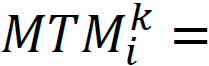 MTM_i^k =